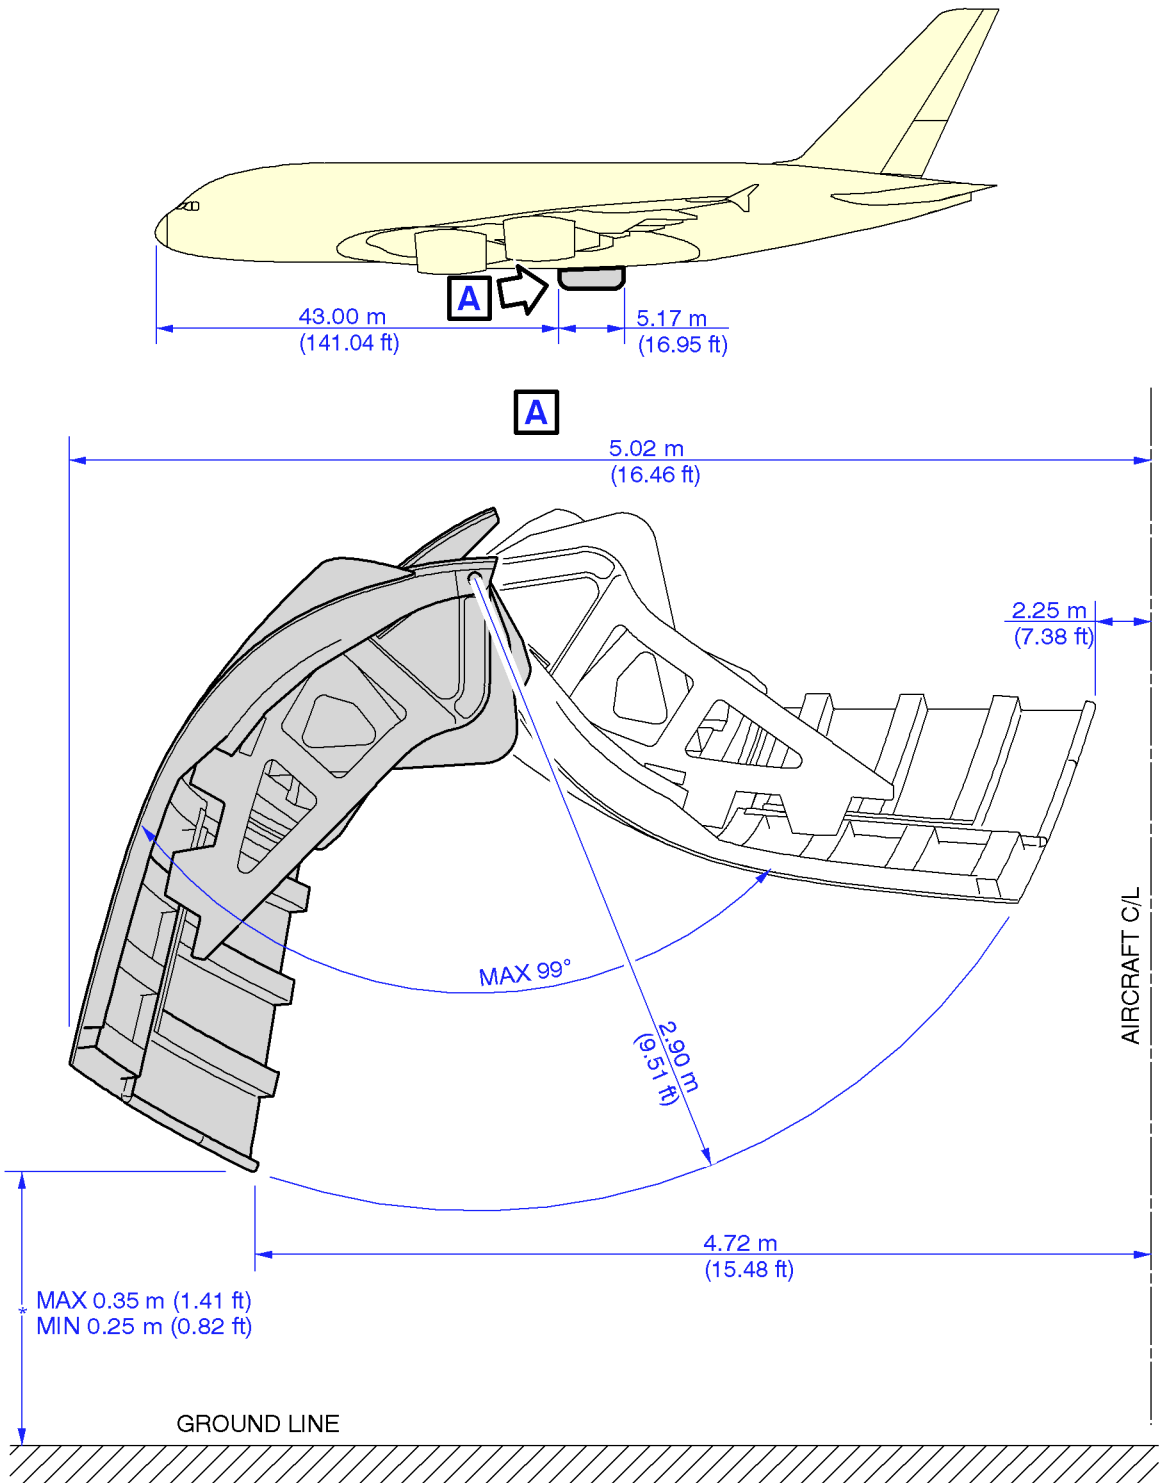 A
43.00 m
(141.04 ft)
5.17 m
(16.95 ft)
A
5.02 m
(16.46 ft)
2.25 m
(7.38 ft)
AIRCRAFT C/L
MAX 99°
2.90 m
(9.51 ft)
4.72 m
(15.48 ft)
* MAX 0.35 m (1.41 ft)
MIN 0.25 m (0.82 ft)
GROUND LINE